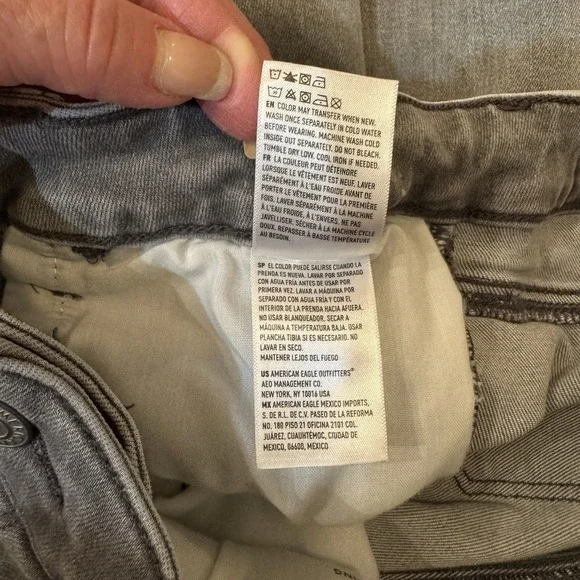 EN COLOR MAY TRANSFER WHEN NEW.
WASH ONCE SEPARATELY IN COLD WATER
BEFORE WEARING. MACHINE WASH COLD
INSIDE OUT SEPARATELY. DO NOT BLEACH.
TUMBLE DRY LOW. COOL IRON IF NEEDED.
FR LA COULEUR PEUT DÉTEINDRE
LORSQUE LE VÊTEMENT EST NEUF. LAVER
SÉPARÉMENT À L'EAU FROIDE AVANT DE
PORTER LE VÊTEMENT POUR LA PREMIÈRE
FOIS. LAVER SÉPARÉMENT À LA MACHINE
À L'EAU FROIDE, À L'ENVERS. NE PAS
JAVELLISER. SÉCHER À LA MACHINE CYCLE
DOUX. REPASSER À BASSE TEMPÉRATURE
AU BESOIN.
SP EL COLOR PUEDE SALIRSE CUANDO LA
PRENDA ES NUEVA. LAVAR POR SEPARADO
CON AGUA FRÍA ANTES DE USAR POR
PRIMERA VEZ. LAVAR A MÁQUINA POR
SEPARADO CON AGUA FRÍA Y CON EL
INTERIOR DE LA PRENDA HACIA AFUERA.
NO USAR BLANQUEADOR. SECAR A
MÁQUINA A TEMPERATURA BAJA. USAR
PLANCHA TIBIA SI ES NECESARIO. NO
LAVAR EN SECO.
MANTENER LEJOS DEL FUEGO
US AMERICAN EAGLE OUTFITTERS®
AEO MANAGEMENT CO.
NEW YORK, NY 10016 USA
MX AMERICAN EAGLE MEXICO IMPORTS,
S. DE R.L. DE C.V. PASEO DE LA REFORMA
NO. 180 PISO 21 OFICINA 2101 COL.
JUÁREZ, CUAUHTÉMOC, CIUDAD DE
MEXICO, 06600, MEXICO